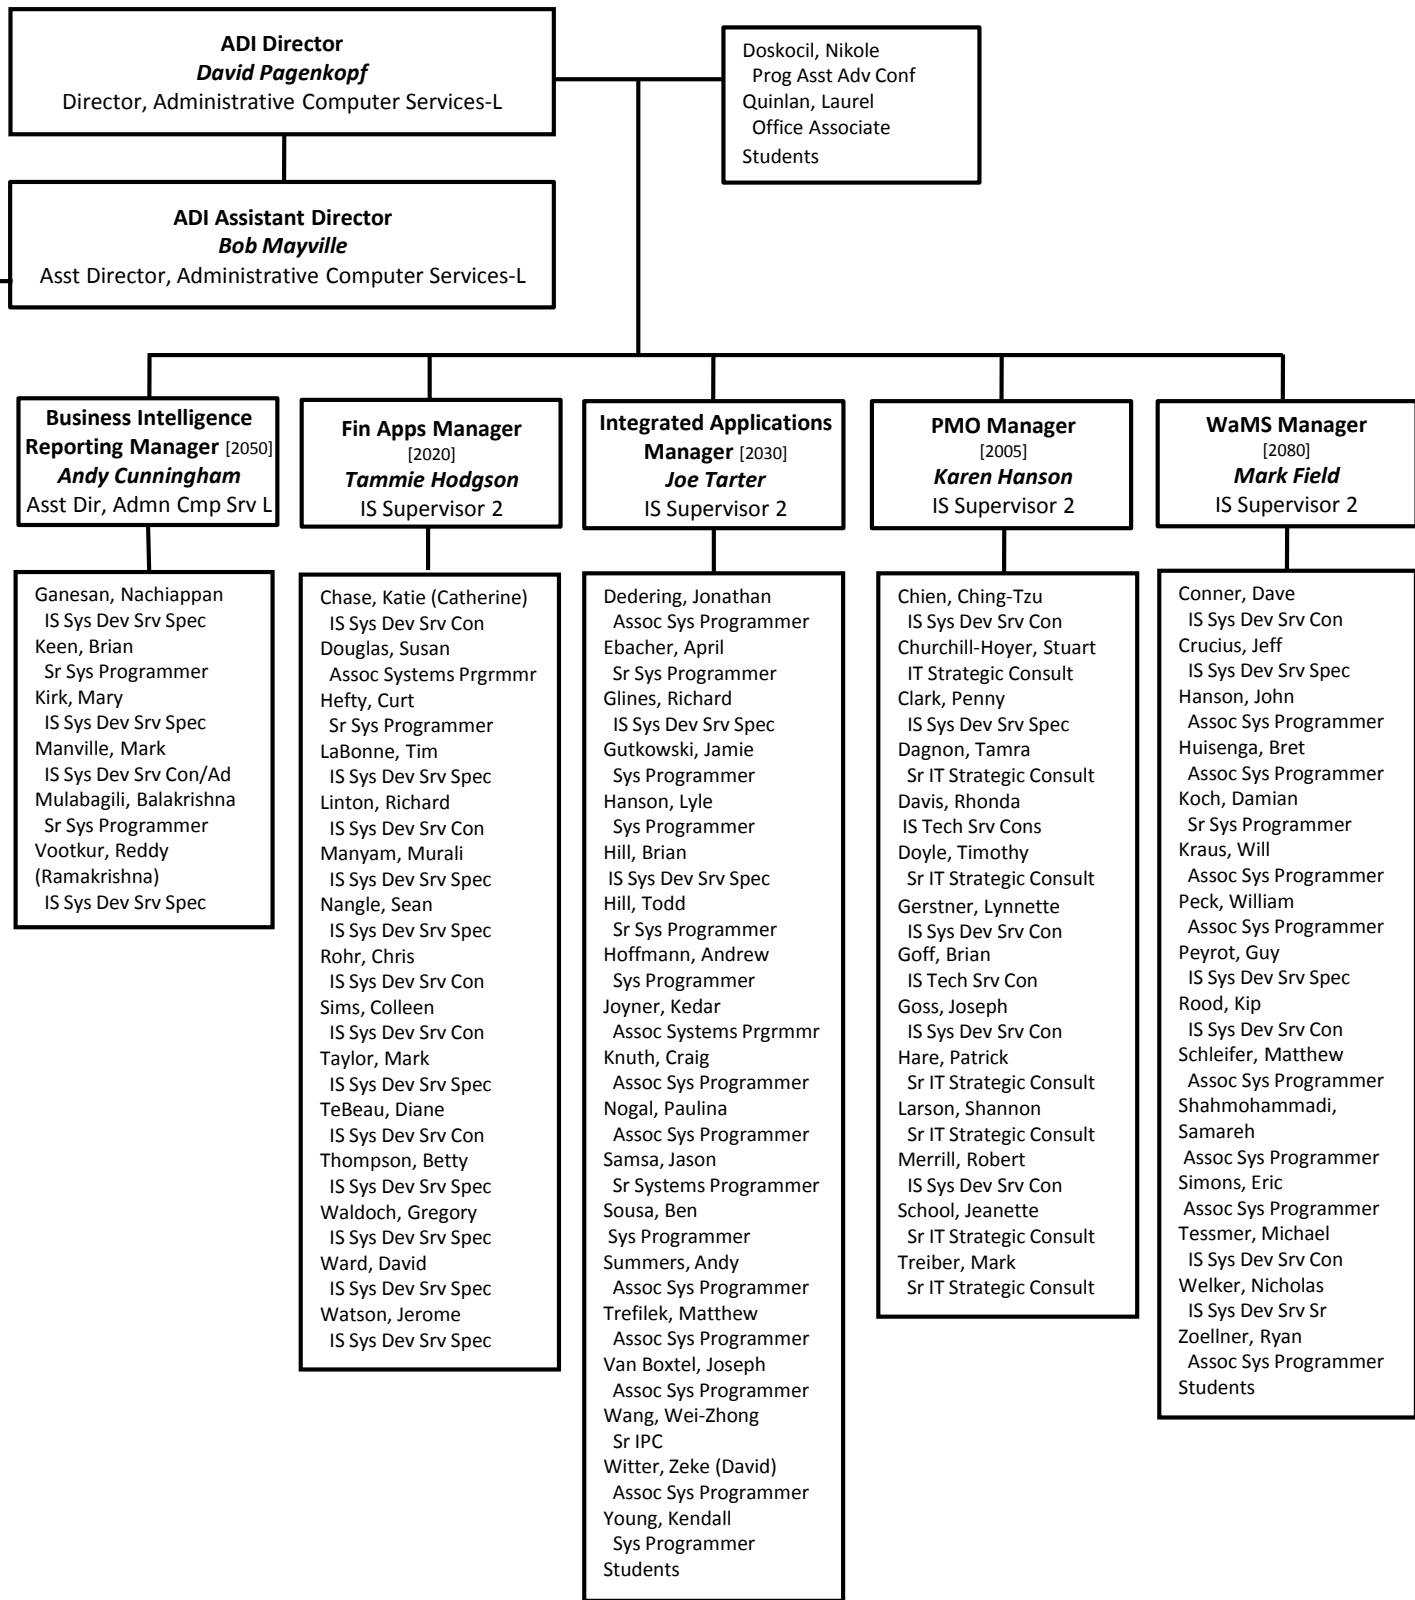 ADI Director
David Pagenkopf
Director, Administrative Computer Services-L
Doskocil, Nikole
Prog Asst Adv Conf
Quinlan, Laurel
Office Associate
Students
ADI Assistant Director
Bob Mayville
Asst Director, Administrative Computer Services-L
Business Intelligence
Reporting Manager [2050]
Andy Cunningham
Asst Dir, Admn Cmp Srv L
Fin Apps Manager
[2020]
Tammie Hodgson
IS Supervisor 2
Integrated Applications
Manager [2030]
Joe Tarter
IS Supervisor 2
PMO Manager
[2005]
Karen Hanson
IS Supervisor 2
WaMS Manager
[2080]
Mark Field
IS Supervisor 2
Ganesan, Nachiappan
IS Sys Dev Srv Spec
Keen, Brian
Sr Sys Programmer
Kirk, Mary
IS Sys Dev Srv Spec
Manville, Mark
IS Sys Dev Srv Con/Ad
Mulabagili, Balakrishna
Sr Sys Programmer
Vootkur, Reddy
(Ramakrishna)
IS Sys Dev Srv Spec
Chase, Katie (Catherine)
IS Sys Dev Srv Con
Douglas, Susan
Assoc Systems Prgrmmr
Hefty, Curt
Sr Sys Programmer
LaBonne, Tim
IS Sys Dev Srv Spec
Linton, Richard
IS Sys Dev Srv Con
Manyam, Murali
IS Sys Dev Srv Spec
Nangle, Sean
IS Sys Dev Srv Spec
Rohr, Chris
IS Sys Dev Srv Con
Sims, Colleen
IS Sys Dev Srv Con
Taylor, Mark
IS Sys Dev Srv Spec
TeBeau, Diane
IS Sys Dev Srv Con
Thompson, Betty
IS Sys Dev Srv Spec
Waldoch, Gregory
IS Sys Dev Srv Spec
Ward, David
IS Sys Dev Srv Spec
Watson, Jerome
IS Sys Dev Srv Spec
Dedering, Jonathan
Assoc Sys Programmer
Ebacher, April
Sr Sys Programmer
Glines, Richard
IS Sys Dev Srv Spec
Gutkowski, Jamie
Sys Programmer
Hanson, Lyle
Sys Programmer
Hill, Brian
IS Sys Dev Srv Spec
Hill, Todd
Sr Sys Programmer
Hoffmann, Andrew
Sys Programmer
Joyner, Kedar
Assoc Systems Prgrmmr
Knuth, Craig
Assoc Sys Programmer
Nogal, Paulina
Assoc Sys Programmer
Samsa, Jason
Sr Systems Programmer
Sousa, Ben
Sys Programmer
Summers, Andy
Assoc Sys Programmer
Trefilek, Matthew
Assoc Sys Programmer
Van Boxtel, Joseph
Assoc Sys Programmer
Wang, Wei-Zhong
Sr IPC
Witter, Zeke (David)
Assoc Sys Programmer
Young, Kendall
Sys Programmer
Students
Chien, Ching-Tzu
IS Sys Dev Srv Con
Churchill-Hoyer, Stuart
IT Strategic Consult
Clark, Penny
IS Sys Dev Srv Spec
Dagnon, Tamra
Sr IT Strategic Consult
Davis, Rhonda
IS Tech Srv Cons
Doyle, Timothy
Sr IT Strategic Consult
Gerstner, Lynnette
IS Sys Dev Srv Con
Goff, Brian
IS Tech Srv Con
Goss, Joseph
IS Sys Dev Srv Con
Hare, Patrick
Sr IT Strategic Consult
Larson, Shannon
Sr IT Strategic Consult
Merrill, Robert
IS Sys Dev Srv Con
School, Jeanette
Sr IT Strategic Consult
Treiber, Mark
Sr IT Strategic Consult
Conner, Dave
IS Sys Dev Srv Con
Crucius, Jeff
IS Sys Dev Srv Spec
Hanson, John
Assoc Sys Programmer
Huisenga, Bret
Assoc Sys Programmer
Koch, Damian
Sr Sys Programmer
Kraus, Will
Assoc Sys Programmer
Peck, William
Assoc Sys Programmer
Peyrot, Guy
IS Sys Dev Srv Spec
Rood, Kip
IS Sys Dev Srv Con
Schleifer, Matthew
Assoc Sys Programmer
Shahmohammadi,
Samareh
Assoc Sys Programmer
Simons, Eric
Assoc Sys Programmer
Tessmer, Michael
IS Sys Dev Srv Con
Welker, Nicholas
IS Sys Dev Srv Sr
Zoellner, Ryan
Assoc Sys Programmer
Students